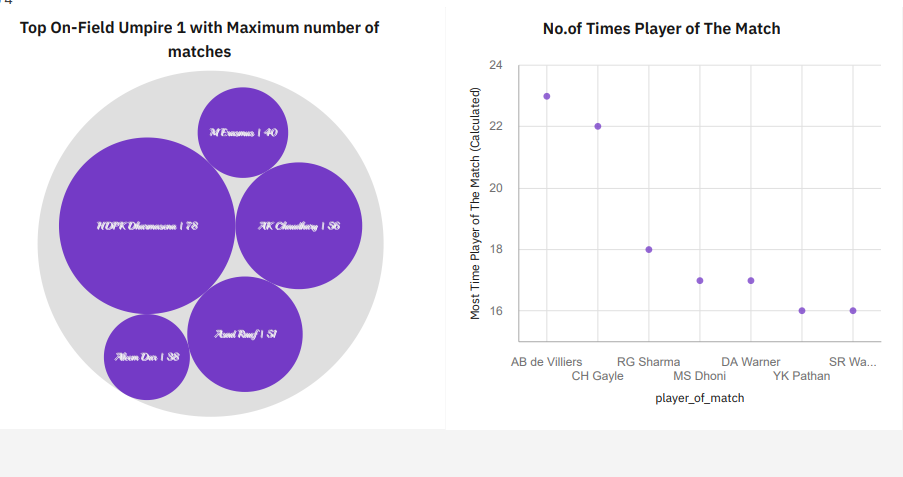 Top On-Field Umpire 1 with Maximum number of
matches
M Erasmus | 40
HDPK Dharmasena | 78
AK Chaudhary | 56
Asad Rauf | 51
Aleem Dar | 38
No.of Times Player of The Match
Most Time Player of The Match (Calculated)
24
22
20
18
16
AB de Villiers
RG Sharma
DA Warner
SR Wa...
CH Gayle
MS Dhoni
YK Pathan
player_of_match